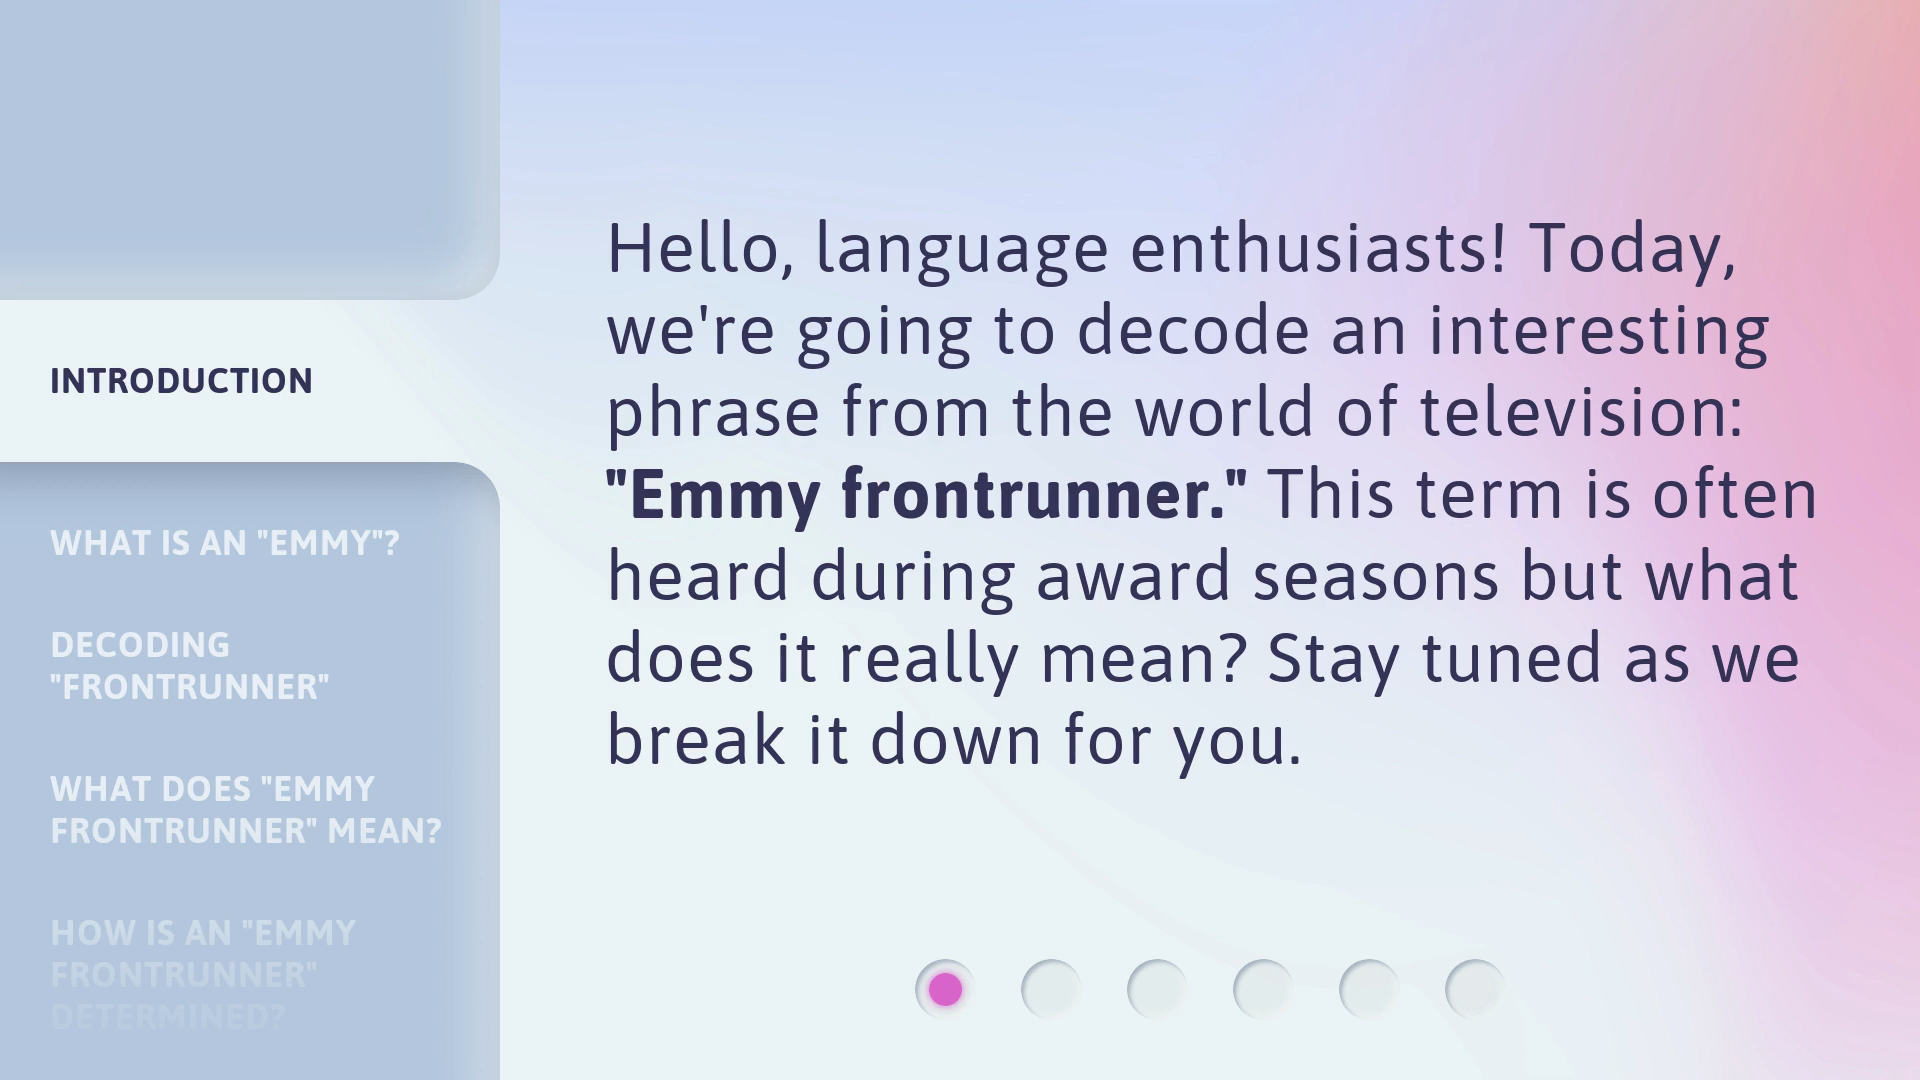 INTRODUCTION
WHAT IS AN "EMMY"?
DECODING
"FRONTRUNNER"
WHAT DOES "EMMY
FRONTRUNNER" MEAN?
HOW IS AN "EMMY
FRONTRUNNER"
DETERMINED?
Hello, language enthusiasts! Today,
we're going to decode an interesting
phrase from the world of television:
"Emmy frontrunner." This term is often
heard during award seasons but what
does it really mean? Stay tuned as we
break it down for you.